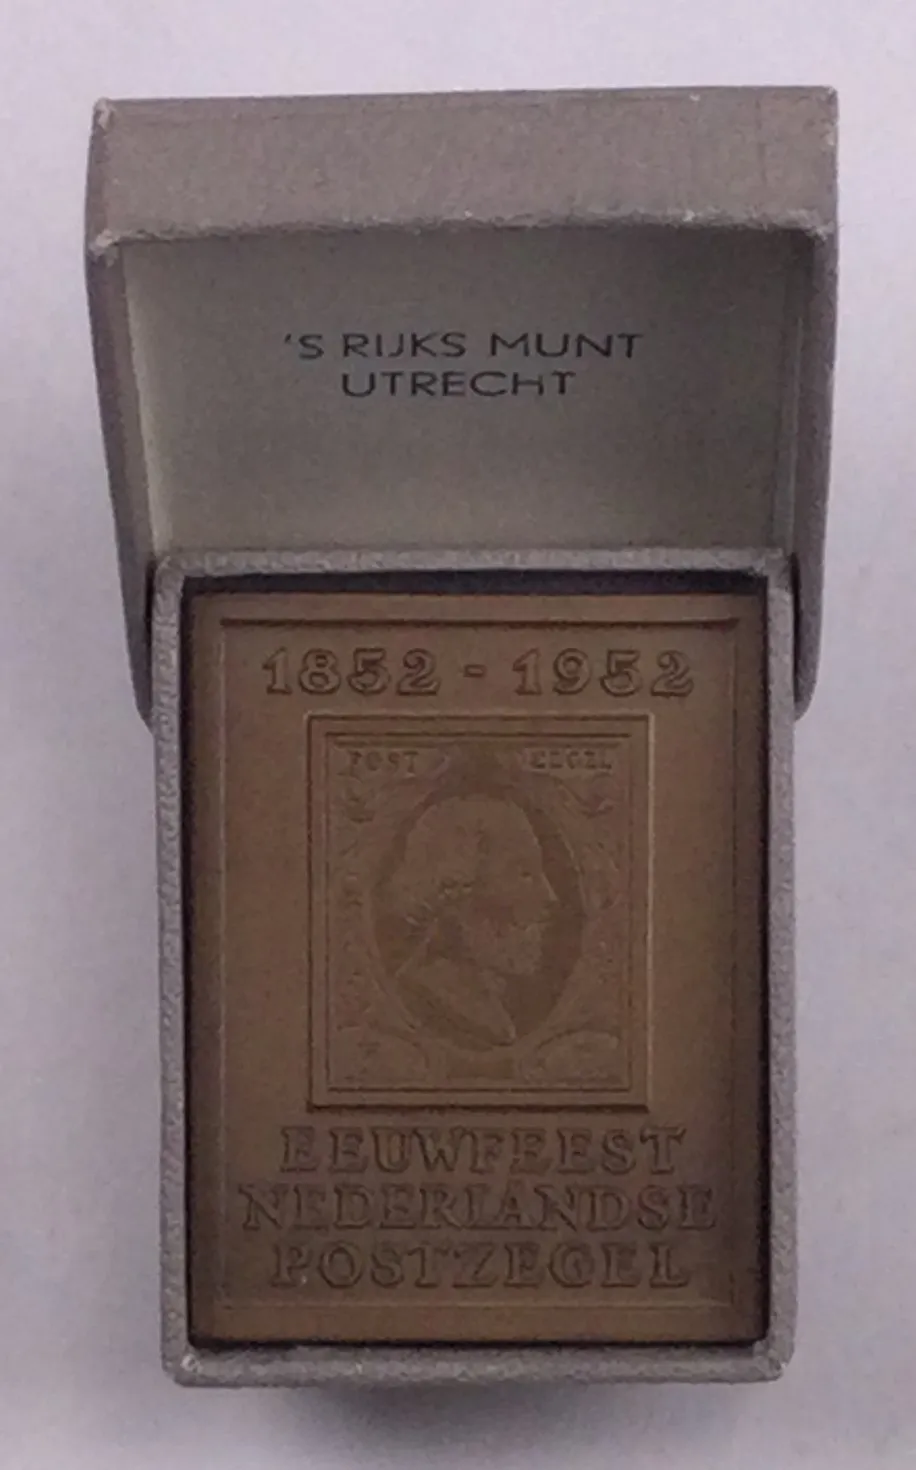 'S RIJKS MUNT
UTRECHT
1852 - 1952
POST ZEGEL
EEUWFEEST
NEDERLANDSE
POSTZEGEL